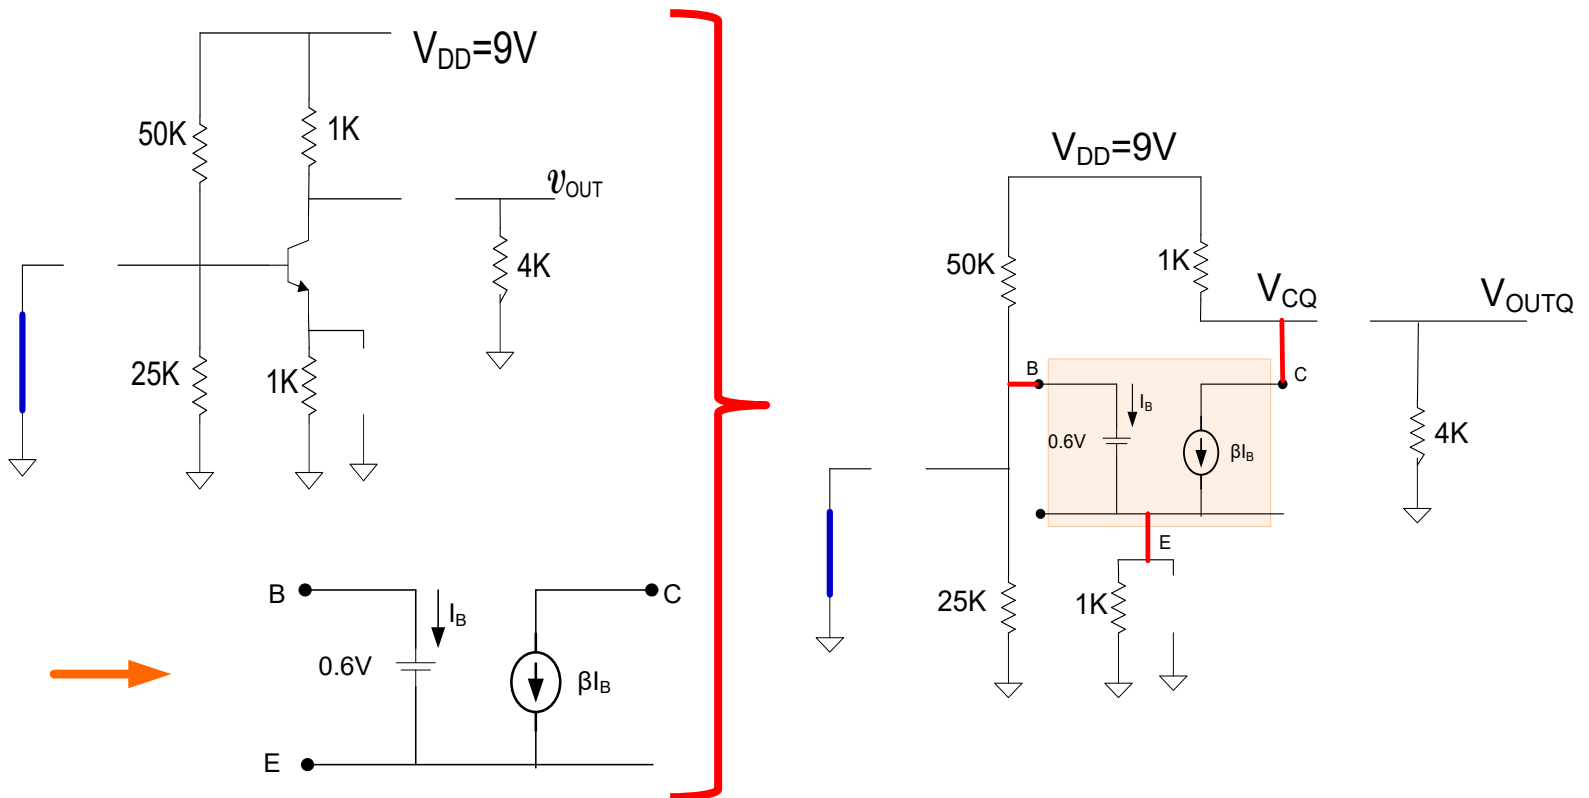 V_DD=9V
50K
1K
v_OUT
4K
25K
1K
B
C
I_B
0.6V
βI_B
E
V_DD=9V
50K
1K
V_CQ
V_OUTQ
B
C
I_B
0.6V
βI_B
4K
E
25K
1K